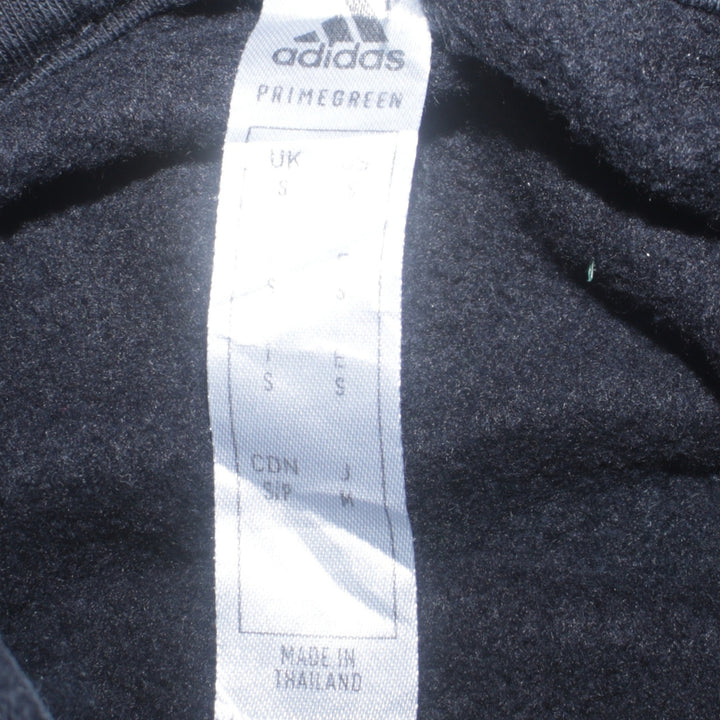 adidas
PRIMEGREEN
UK
S S
S S
I E
S S
CDN J
S/P M
MADE IN
THAILAND